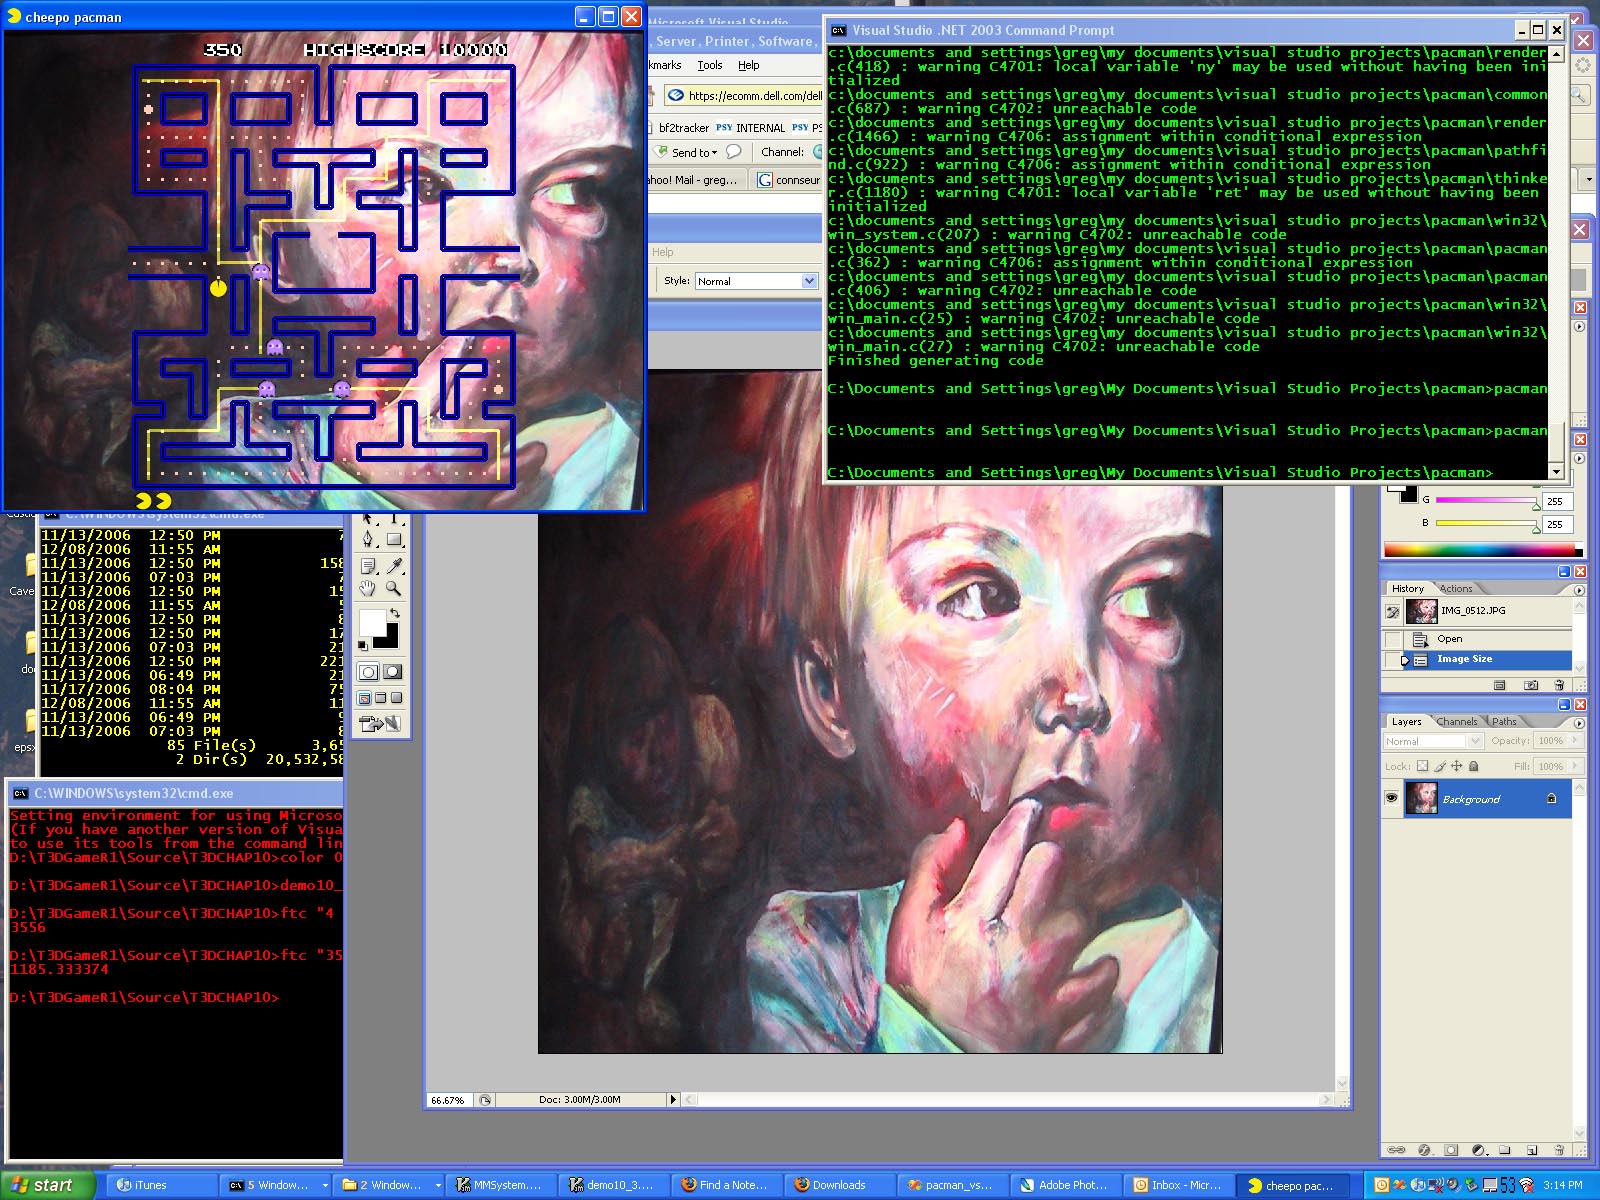 cheepo pacman
350 HIGHSCORE 10000
Microsoft Visual Studio
, Server, Printer, Software,
kmarks Tools Help
https://ecomm.dell.com/dell
bf2tracker PSY INTERNAL PSY PS
Send to Channel:
ahoo! Mail - greg... connseur
Help
Style: Normal
Visual Studio .NET 2003 Command Prompt
c:\documents and settings\greg\my documents\visual studio projects\pacman\render
.c(418) : warning C4701: local variable 'ny' may be used without having been ini
tialized
c:\documents and settings\greg\my documents\visual studio projects\pacman\common
.c(687) : warning C4702: unreachable code
c:\documents and settings\greg\my documents\visual studio projects\pacman\render
.c(1466) : warning C4706: assignment within conditional expression
c:\documents and settings\greg\my documents\visual studio projects\pacman\pathfi
nd.c(922) : warning C4706: assignment within conditional expression
c:\documents and settings\greg\my documents\visual studio projects\pacman\thinke
r.c(1180) : warning C4701: local variable 'ret' may be used without having been
initialized
c:\documents and settings\greg\my documents\visual studio projects\pacman\win32\
win_system.c(207) : warning C4702: unreachable code
c:\documents and settings\greg\my documents\visual studio projects\pacman\pacman
.c(362) : warning C4706: assignment within conditional expression
c:\documents and settings\greg\my documents\visual studio projects\pacman\pacman
.c(406) : warning C4702: unreachable code
c:\documents and settings\greg\my documents\visual studio projects\pacman\win32\
win_main.c(25) : warning C4702: unreachable code
c:\documents and settings\greg\my documents\visual studio projects\pacman\win32\
win_main.c(27) : warning C4702: unreachable code
Finished generating code
C:\Documents and Settings\greg\My Documents\Visual Studio Projects\pacman>pacman
C:\Documents and Settings\greg\My Documents\Visual Studio Projects\pacman>pacman
C:\Documents and Settings\greg\My Documents\Visual Studio Projects\pacman>
G 255
B 255
C:\WINDOWS\system32\cmd.exe
11/13/2006 12:50 PM 7
12/08/2006 11:55 AM
11/13/2006 12:50 PM 158
11/13/2006 07:03 PM 7
11/13/2006 12:50 PM 15
12/08/2006 11:55 AM
11/13/2006 12:50 PM 8
11/13/2006 12:50 PM 17
11/13/2006 07:03 PM 21
11/13/2006 12:50 PM 221
11/13/2006 06:49 PM 21
11/17/2006 08:04 PM 75
12/08/2006 11:55 AM 11
11/13/2006 06:49 PM
11/13/2006 07:03 PM 8
85 File(s) 3,65
2 Dir(s) 20,532,58
Cave
doc
epsx
C:\WINDOWS\system32\cmd.exe
Setting environment for using Microso
(If you have another version of Visua
to use its tools from the command lin
D:\T3DGameR1\Source\T3DCHAP10>color 0
D:\T3DGameR1\Source\T3DCHAP10>demo10_
D:\T3DGameR1\Source\T3DCHAP10>ftc "4
3556
D:\T3DGameR1\Source\T3DCHAP10>ftc "35
1185.333374
D:\T3DGameR1\Source\T3DCHAP10>
History Actions
IMG_0512.JPG
Open
Image Size
Layers Channels Paths
Normal Opacity: 100%
Lock: Fill: 100%
Background
66.67% Doc: 3.00M/3.00M
start iTunes 5 Window... 2 Window... MMSystem.... demo10_3.... Find a Note... Downloads pacman_vs... Adobe Phot... Inbox - Micr... cheepo pac... 53 3:14 PM